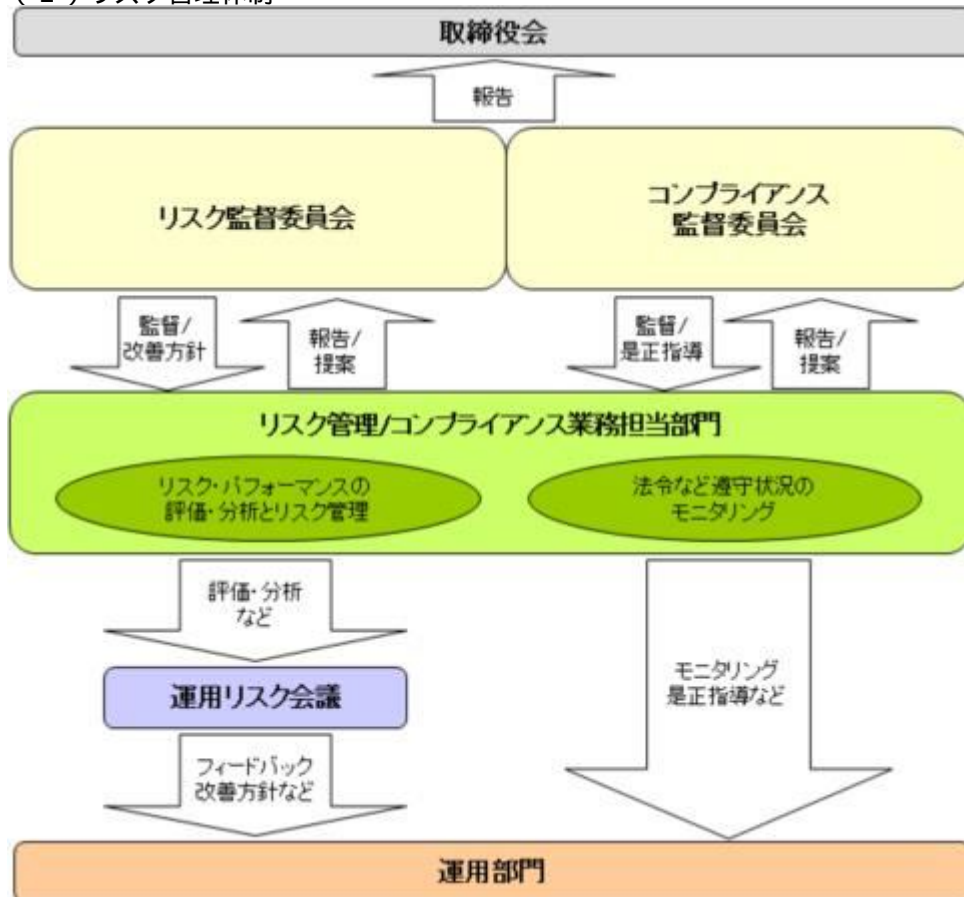 リスク管理体制
取締役会
報告
リスク監督委員会
コンプライアンス
監督委員会
監督/
改善方針
報告/
提案
監督/
是正指導
報告/
提案
リスク管理/コンプライアンス業務担当部門
リスク・パフォーマンスの
評価・分析とリスク管理
法令など遵守状況の
モニタリング
評価・分析
など
運用リスク会議
モニタリング
是正指導など
フィードバック
改善方針など
運用部門